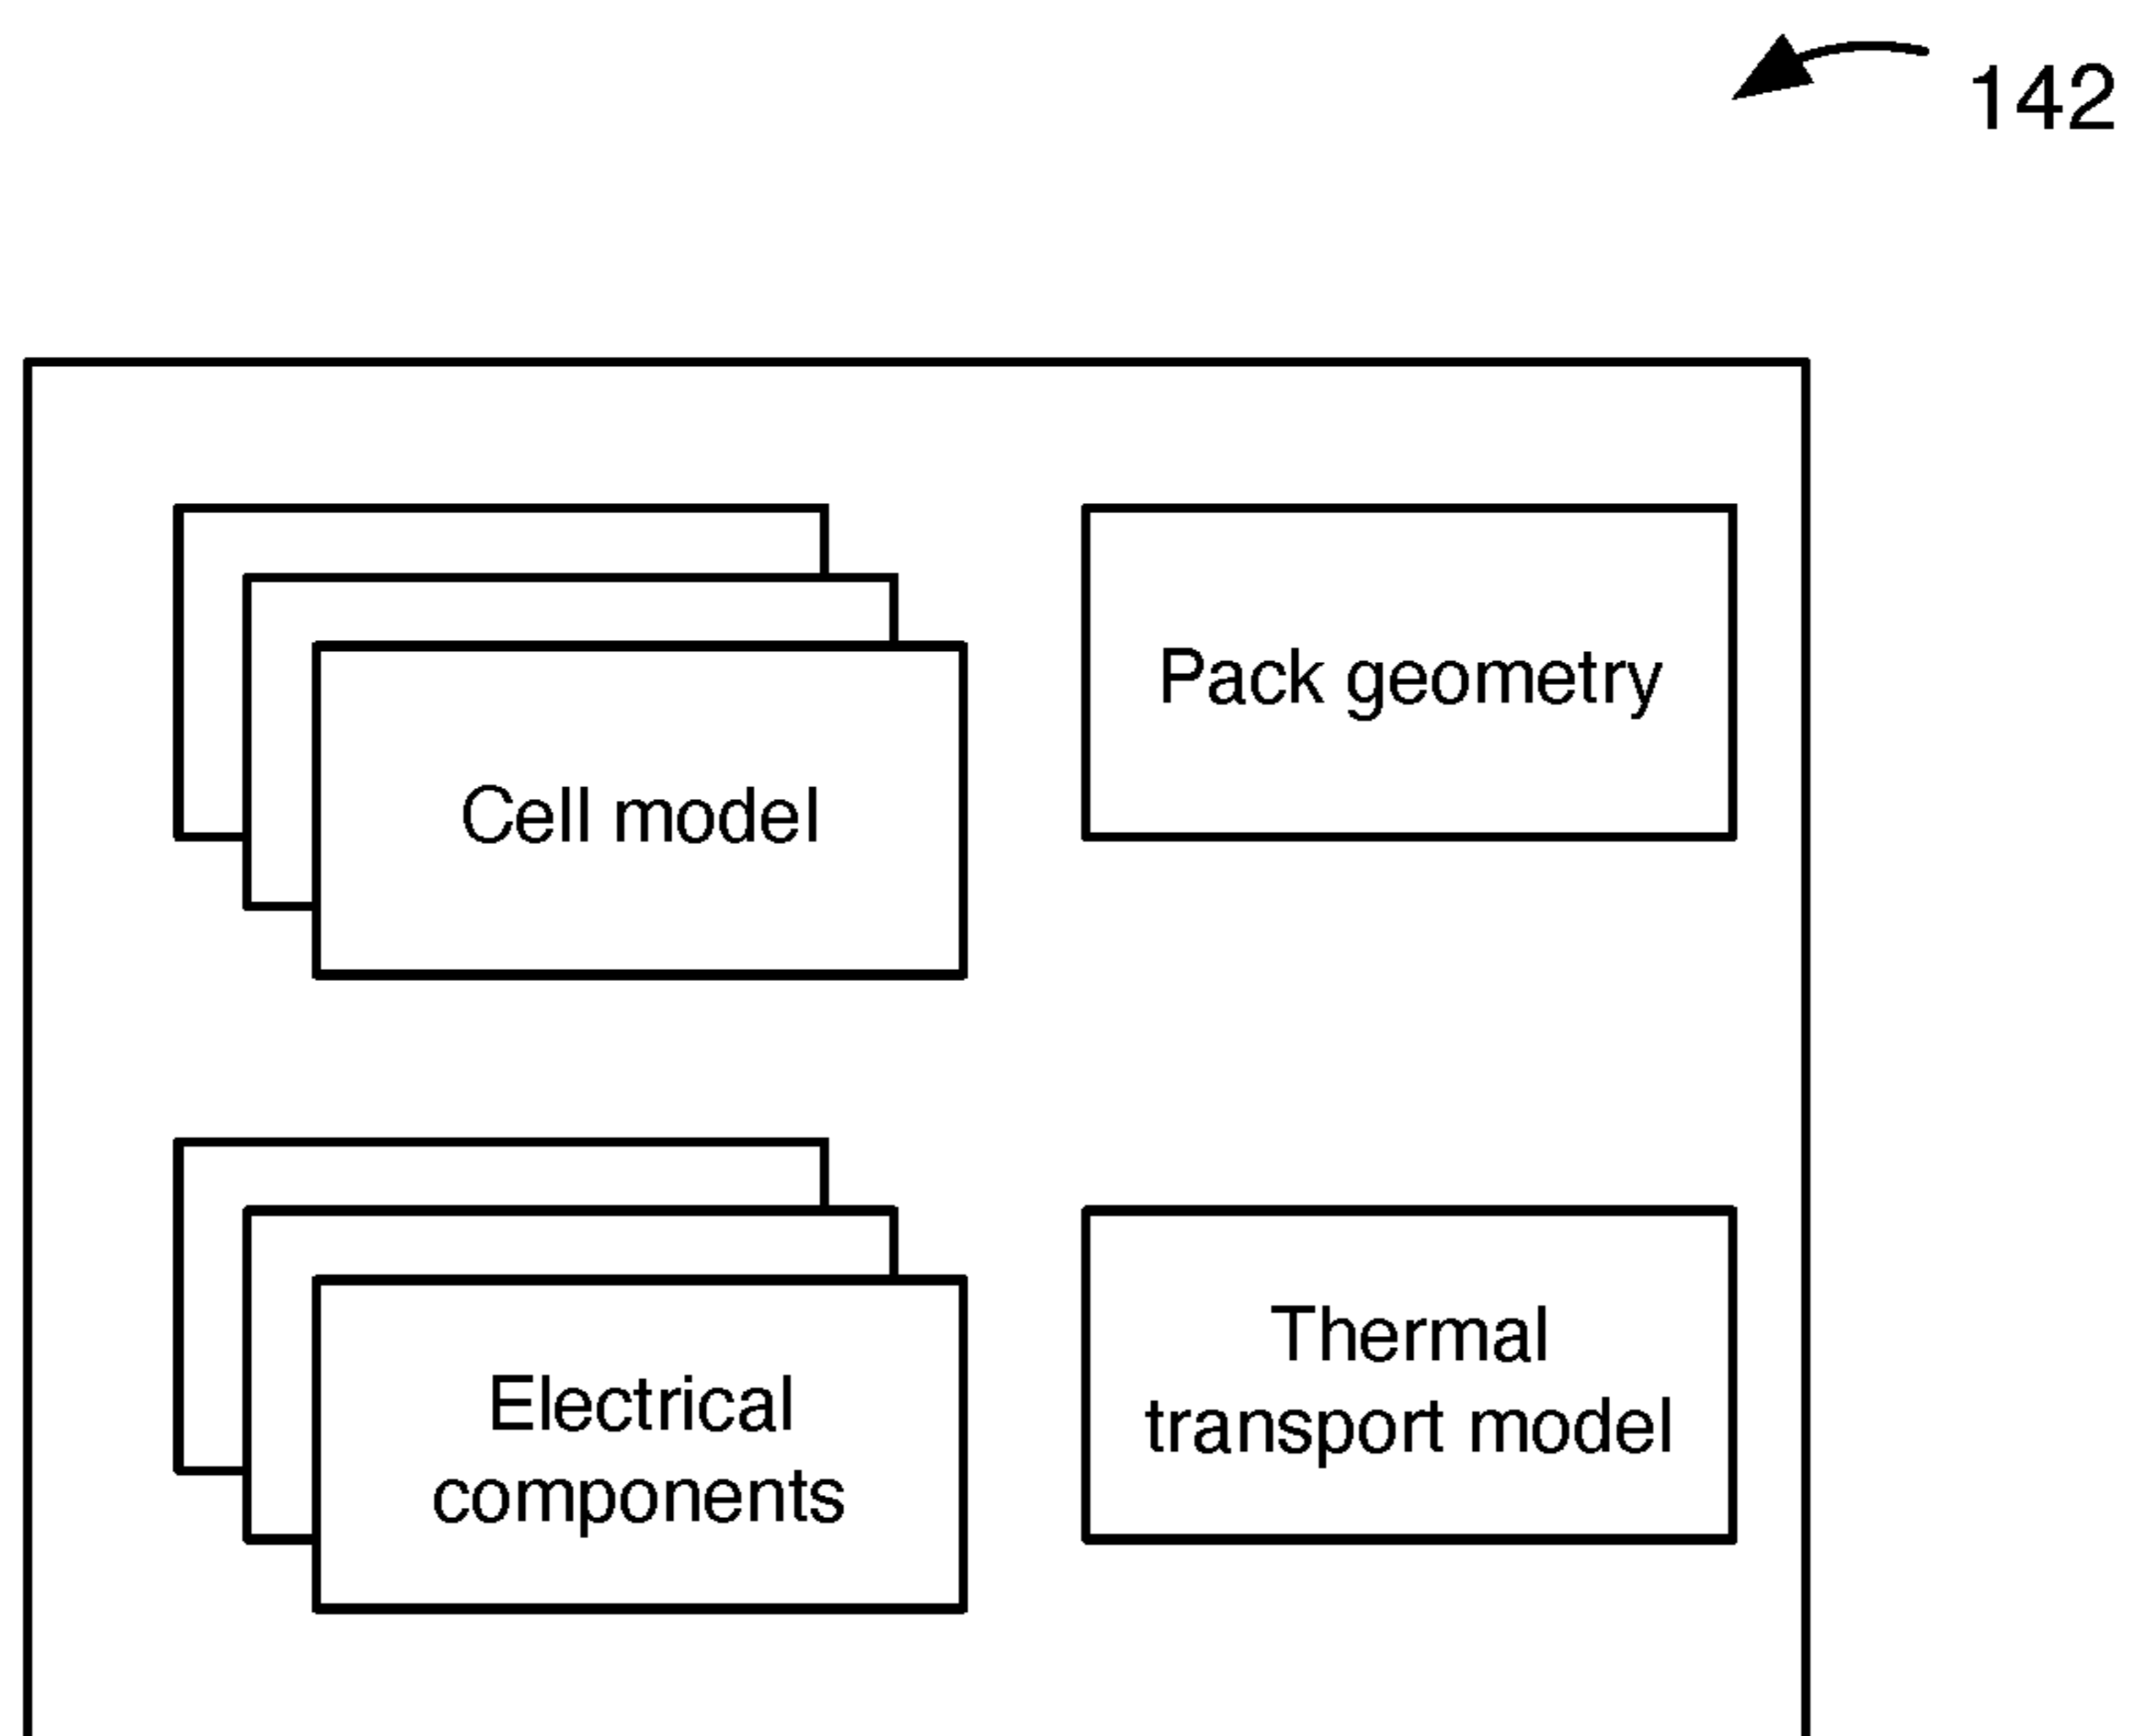 142
Cell model
Pack geometry
Electrical
components
Thermal
transport model